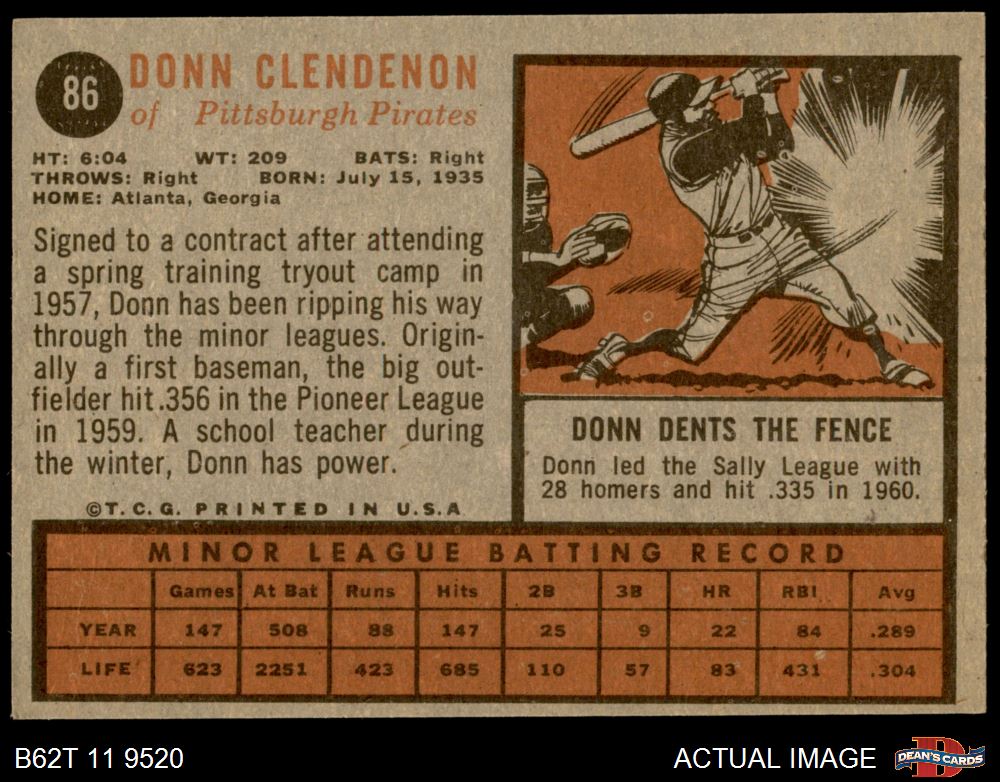 86
DONN CLENDENON
of Pittsburgh Pirates
HT: 6:04 WT: 209 BATS: Right
THROWS: Right BORN: July 15, 1935
HOME: Atlanta, Georgia
Signed to a contract after attending
a spring training tryout camp in
1957, Donn has been ripping his way
through the minor leagues. Origin-
ally a first baseman, the big out-
fielder hit .356 in the Pioneer League
in 1959. A school teacher during
the winter, Donn has power.
©T.C.G. PRINTED IN U.S.A
DONN DENTS THE FENCE
Donn led the Sally League with
28 homers and hit .335 in 1960.
MINOR LEAGUE BATTING RECORD
Games At Bat Runs Hits 2B 3B HR RBI Avg
YEAR 147 508 88 147 25 9 22 84 .289
LIFE 623 2251 423 685 110 57 83 431 .304
B62T 11 9520
ACTUAL IMAGE
D
DEAN'S CARDS